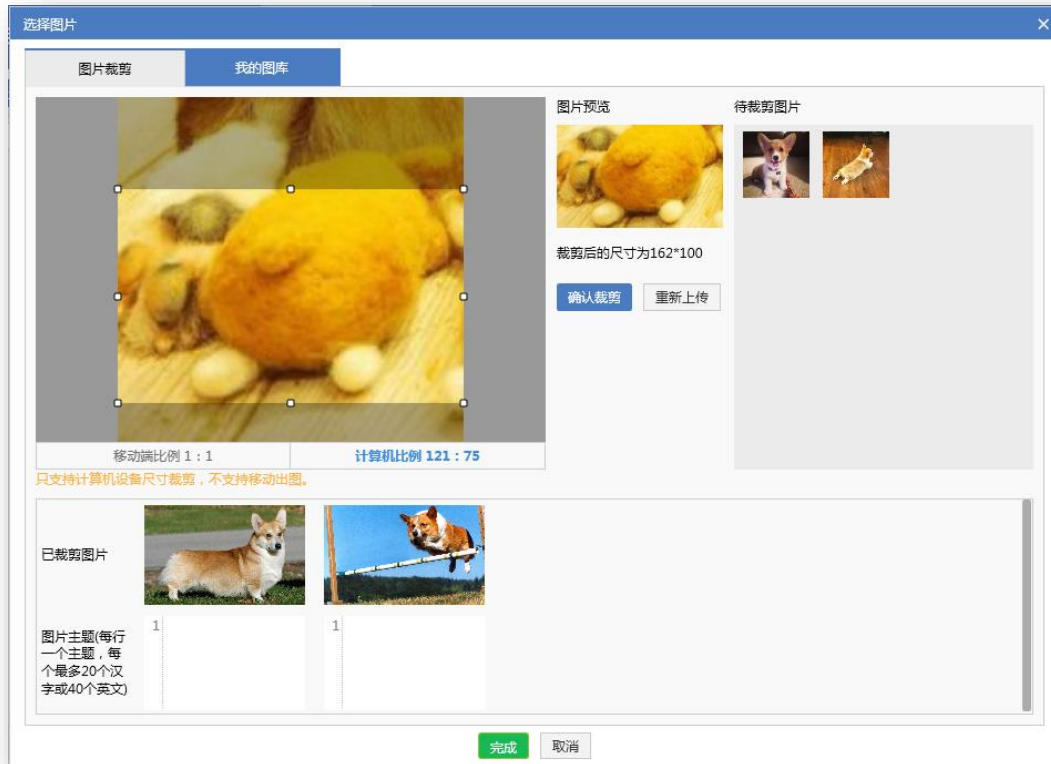 选择图片
图片裁剪
我的图库
图片预览
待裁剪图片
裁剪后的尺寸为162*100
确认裁剪
重新上传
移动端比例 1：1
计算机比例 121：75
只支持计算机设备尺寸裁剪，不支持移动出图。
已裁剪图片
图片主题(每行
一个主题，每
个最多20个汉
字或40个英文)
1
1
完成
取消